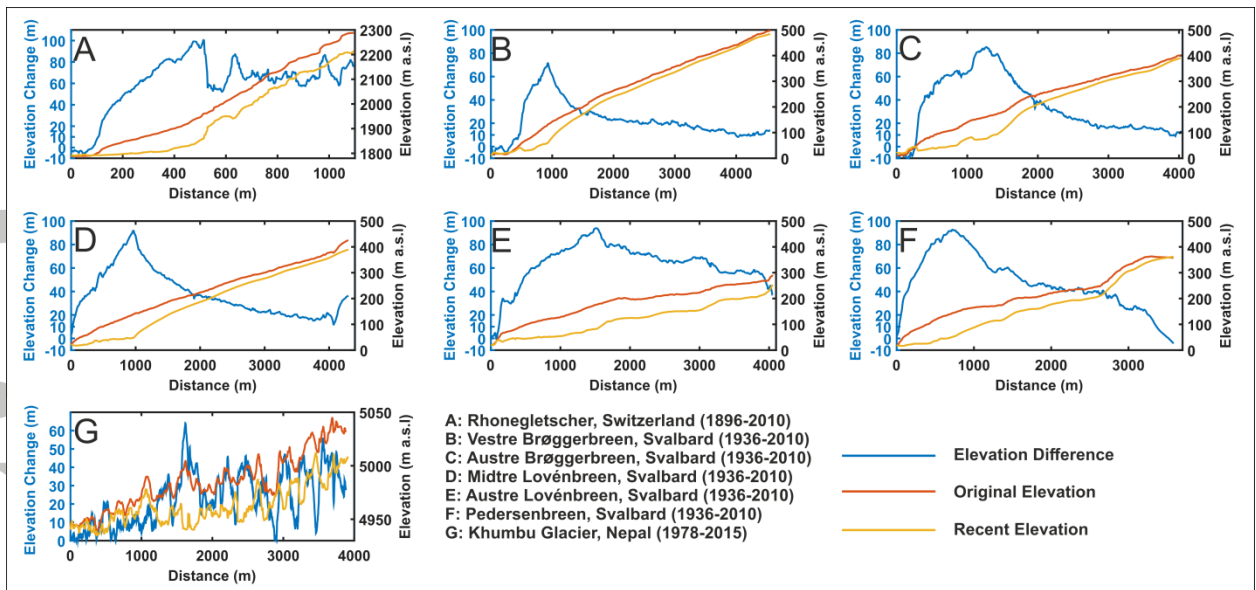 A
Elevation Change (m)
100
80
60
40
20
10
0
-10
2300
2200
2100
2000
1900
1800
Elevation (m a.s.l)
0 200 400 600 800 1000
Distance (m)
B
Elevation Change (m)
100
80
60
40
20
10
0
-10
500
400
300
200
100
0
Elevation (m a.s.l)
0 1000 2000 3000 4000
Distance (m)
C
Elevation Change (m)
100
80
60
40
20
10
0
-10
500
400
300
200
100
0
Elevation (m a.s.l)
0 1000 2000 3000 4000
Distance (m)
D
Elevation Change (m)
100
80
60
40
20
10
0
-10
500
400
300
200
100
0
Elevation (m a.s.l)
0 1000 2000 3000 4000
Distance (m)
E
Elevation Change (m)
100
80
60
40
20
10
0
-10
500
400
300
200
100
0
Elevation (m a.s.l)
0 1000 2000 3000 4000
Distance (m)
F
Elevation Change (m)
100
80
60
40
20
10
0
-10
500
400
300
200
100
0
Elevation (m a.s.l)
0 1000 2000 3000
Distance (m)
G
Elevation Change (m)
60
50
40
30
20
10
0
5050
5000
4950
Elevation (m a.s.l)
0 1000 2000 3000 4000
Distance (m)
A: Rhonegletscher, Switzerland (1896-2010)
B: Vestre Brøggerbreen, Svalbard (1936-2010)
C: Austre Brøggerbreen, Svalbard (1936-2010)
D: Midtre Lovénbreen, Svalbard (1936-2010)
E: Austre Lovénbreen, Svalbard (1936-2010)
F: Pedersenbreen, Svalbard (1936-2010)
G: Khumbu Glacier, Nepal (1978-2015)
Elevation Difference
Original Elevation
Recent Elevation